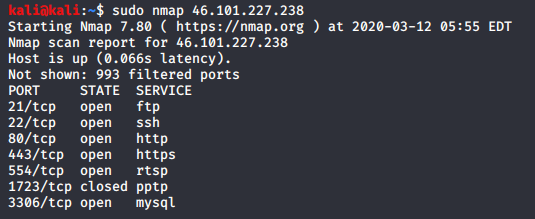 kali@kali:~$ sudo nmap 46.101.227.238
Starting Nmap 7.80 ( https://nmap.org ) at 2020-03-12 05:55 EDT
Nmap scan report for 46.101.227.238
Host is up (0.066s latency).
Not shown: 993 filtered ports
PORT     STATE  SERVICE
21/tcp   open   ftp
22/tcp   open   ssh
80/tcp   open   http
443/tcp  open   https
554/tcp  open   rtsp
1723/tcp closed pptp
3306/tcp open   mysql